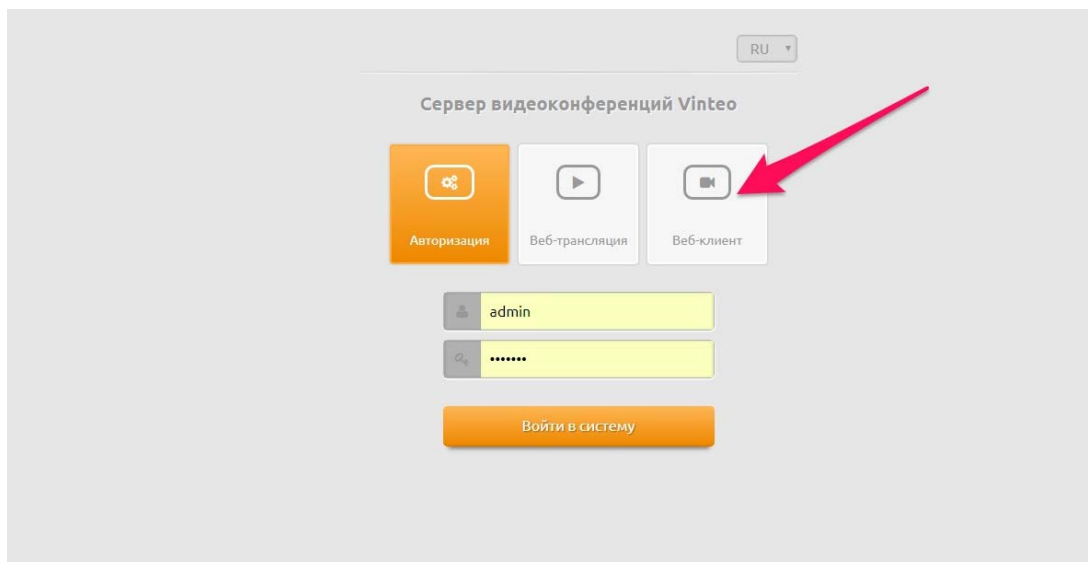 RU
Сервер видеоконференций Vinteo
Авторизация
Веб-трансляция
Веб-клиент
admin
•••••••
Войти в систему